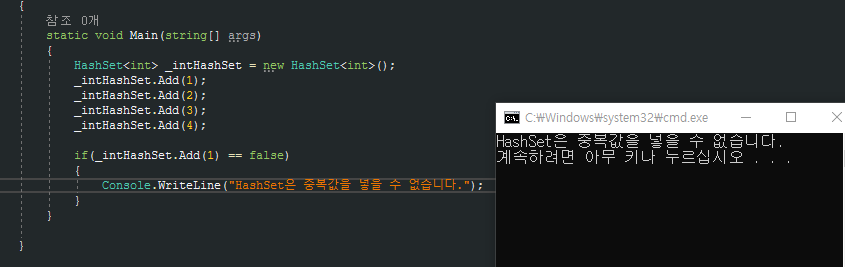 {
참조 0개
static void Main(string[] args)
{
HashSet<int> _intHashSet = new HashSet<int>();
_intHashSet.Add(1);
_intHashSet.Add(2);
_intHashSet.Add(3);
_intHashSet.Add(4);
if(_intHashSet.Add(1) == false)
{
Console.WriteLine("HashSet은 중복값을 넣을 수 없습니다.");
}
}
}
C:\Windows\system32\cmd.exe
HashSet은 중복값을 넣을 수 없습니다.
계속하려면 아무 키나 누르십시오 . . .